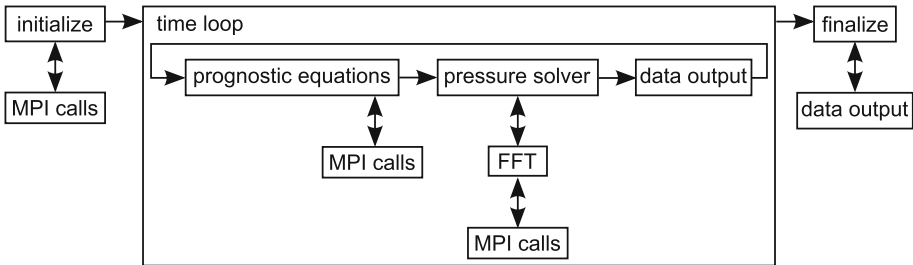 initialize
MPI calls
time loop
prognostic equations
pressure solver
data output
MPI calls
FFT
MPI calls
finalize
data output